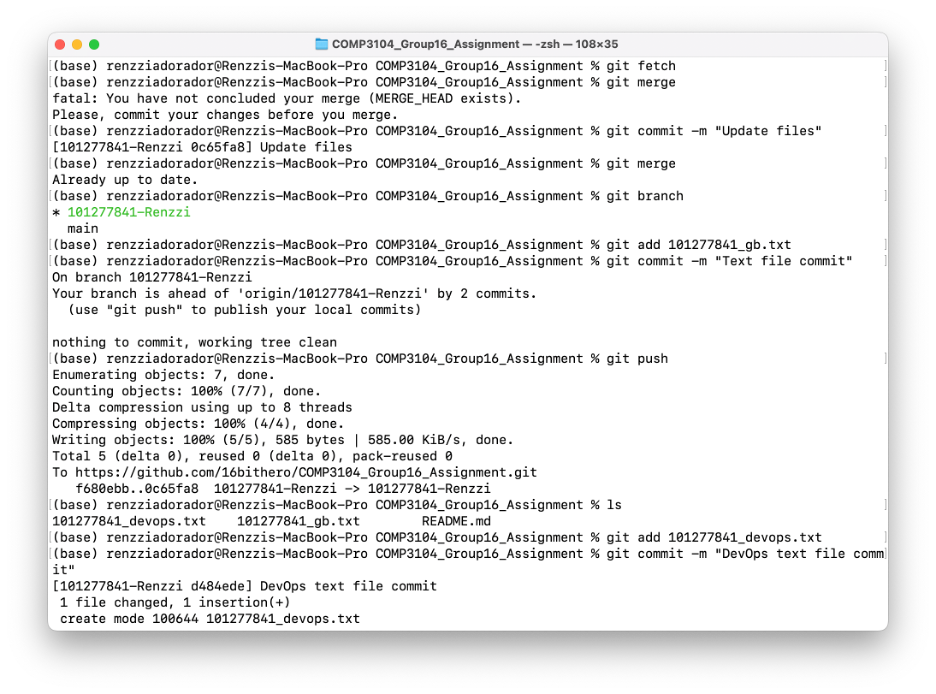 COMP3104_Group16_Assignment — -zsh — 108×35
(base) renzziadorador@Renzzis-MacBook-Pro COMP3104_Group16_Assignment % git fetch
(base) renzziadorador@Renzzis-MacBook-Pro COMP3104_Group16_Assignment % git merge
fatal: You have not concluded your merge (MERGE_HEAD exists).
Please, commit your changes before you merge.
(base) renzziadorador@Renzzis-MacBook-Pro COMP3104_Group16_Assignment % git commit -m "Update files"
[101277841-Renzzi 0c65fa8] Update files
(base) renzziadorador@Renzzis-MacBook-Pro COMP3104_Group16_Assignment % git merge
Already up to date.
(base) renzziadorador@Renzzis-MacBook-Pro COMP3104_Group16_Assignment % git branch
* 101277841-Renzzi
  main
(base) renzziadorador@Renzzis-MacBook-Pro COMP3104_Group16_Assignment % git add 101277841_gb.txt
(base) renzziadorador@Renzzis-MacBook-Pro COMP3104_Group16_Assignment % git commit -m "Text file commit"
On branch 101277841-Renzzi
Your branch is ahead of 'origin/101277841-Renzzi' by 2 commits.
  (use "git push" to publish your local commits)

nothing to commit, working tree clean
(base) renzziadorador@Renzzis-MacBook-Pro COMP3104_Group16_Assignment % git push
Enumerating objects: 7, done.
Counting objects: 100% (7/7), done.
Delta compression using up to 8 threads
Compressing objects: 100% (4/4), done.
Writing objects: 100% (5/5), 585 bytes | 585.00 KiB/s, done.
Total 5 (delta 0), reused 0 (delta 0), pack-reused 0
To https://github.com/16bithero/COMP3104_Group16_Assignment.git
   f680ebb..0c65fa8  101277841-Renzzi -> 101277841-Renzzi
(base) renzziadorador@Renzzis-MacBook-Pro COMP3104_Group16_Assignment % ls
101277841_devops.txt    101277841_gb.txt        README.md
(base) renzziadorador@Renzzis-MacBook-Pro COMP3104_Group16_Assignment % git add 101277841_devops.txt
(base) renzziadorador@Renzzis-MacBook-Pro COMP3104_Group16_Assignment % git commit -m "DevOps text file comm
it"
[101277841-Renzzi d484ede] DevOps text file commit
 1 file changed, 1 insertion(+)
 create mode 100644 101277841_devops.txt